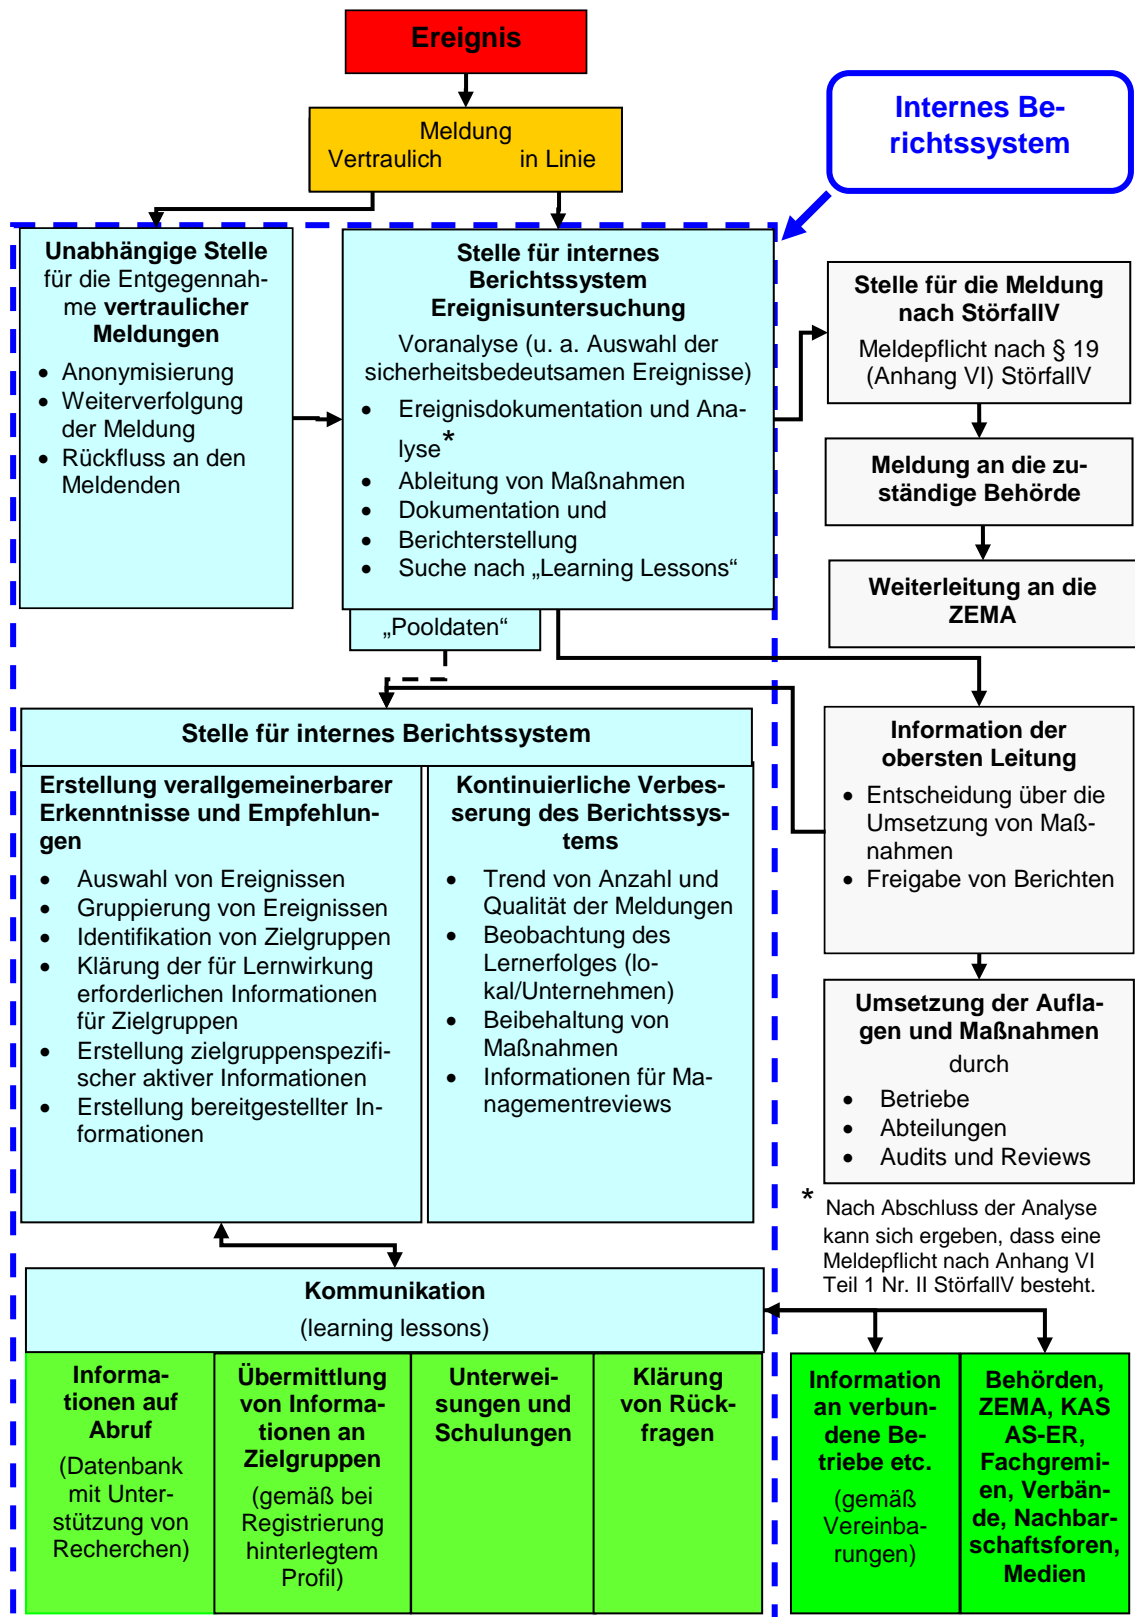 Ereignis
Meldung
Vertraulich in Linie
Internes Be-
richtssystem
Unabhängige Stelle
für die Entgegennah-
me vertraulicher
Meldungen
• Anonymisierung
• Weiterverfolgung
der Meldung
• Rückfluss an den
Meldenden
Stelle für internes
Berichtssystem
Ereignisuntersuchung
Voranalyse (u. a. Auswahl der
sicherheitsbedeutsamen Ereignisse)
• Ereignisdokumentation und Ana-
lyse*
• Ableitung von Maßnahmen
• Dokumentation und
• Berichterstellung
• Suche nach „Learning Lessons“
„Pooldaten“
Stelle für die Meldung
nach StörfallV
Meldepflicht nach § 19
(Anhang VI) StörfallV
Meldung an die zu-
ständige Behörde
Weiterleitung an die
ZEMA
Stelle für internes Berichtssystem
Erstellung verallgemeinerbarer
Erkenntnisse und Empfehlun-
gen
• Auswahl von Ereignissen
• Gruppierung von Ereignissen
• Identifikation von Zielgruppen
• Klärung der für Lernwirkung
erforderlichen Informationen
für Zielgruppen
• Erstellung zielgruppenspezifi-
scher aktiver Informationen
• Erstellung bereitgestellter In-
formationen
Kontinuierliche Verbes-
serung des Berichtssys-
tems
• Trend von Anzahl und
Qualität der Meldungen
• Beobachtung des
Lernerfolges (lo-
kal/Unternehmen)
• Beibehaltung von
Maßnahmen
• Informationen für Ma-
nagementreviews
Information der
obersten Leitung
• Entscheidung über die
Umsetzung von Maß-
nahmen
• Freigabe von Berichten
Umsetzung der Aufla-
gen und Maßnahmen
durch
• Betriebe
• Abteilungen
• Audits und Reviews
* Nach Abschluss der Analyse
kann sich ergeben, dass eine
Meldepflicht nach Anhang VI
Teil 1 Nr. II StörfallV besteht.
Kommunikation
(learning lessons)
Informa-
tionen auf
Abruf
(Datenbank
mit Unter-
stützung von
Recherchen)
Übermittlung
von Informa-
tionen an
Zielgruppen
(gemäß bei
Registrierung
hinterlegtem
Profil)
Unterwei-
sungen und
Schulungen
Klärung
von Rück-
fragen
Information
an verbun-
dene Be-
triebe etc.
(gemäß
Vereinba-
rungen)
Behörden,
ZEMA, KAS
AS-ER,
Fachgremi-
en, Verbän-
de, Nachbar-
schaftsforen,
Medien